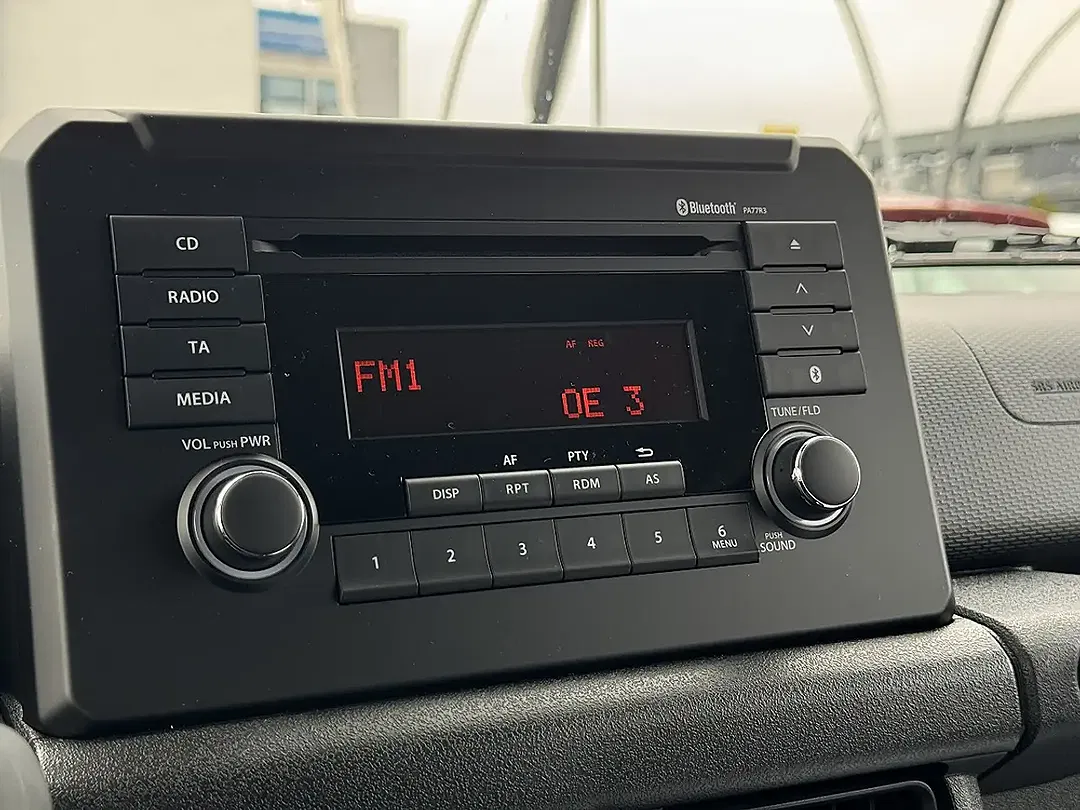 Bluetooth PA77R3
CD
RADIO
TA
MEDIA
AF REG
FM1
OE 3
VOL PUSH PWR
TUNE/FLD
AF PTY
DISP RPT RDM AS
1 2 3 4 5 6 MENU
PUSH SOUND